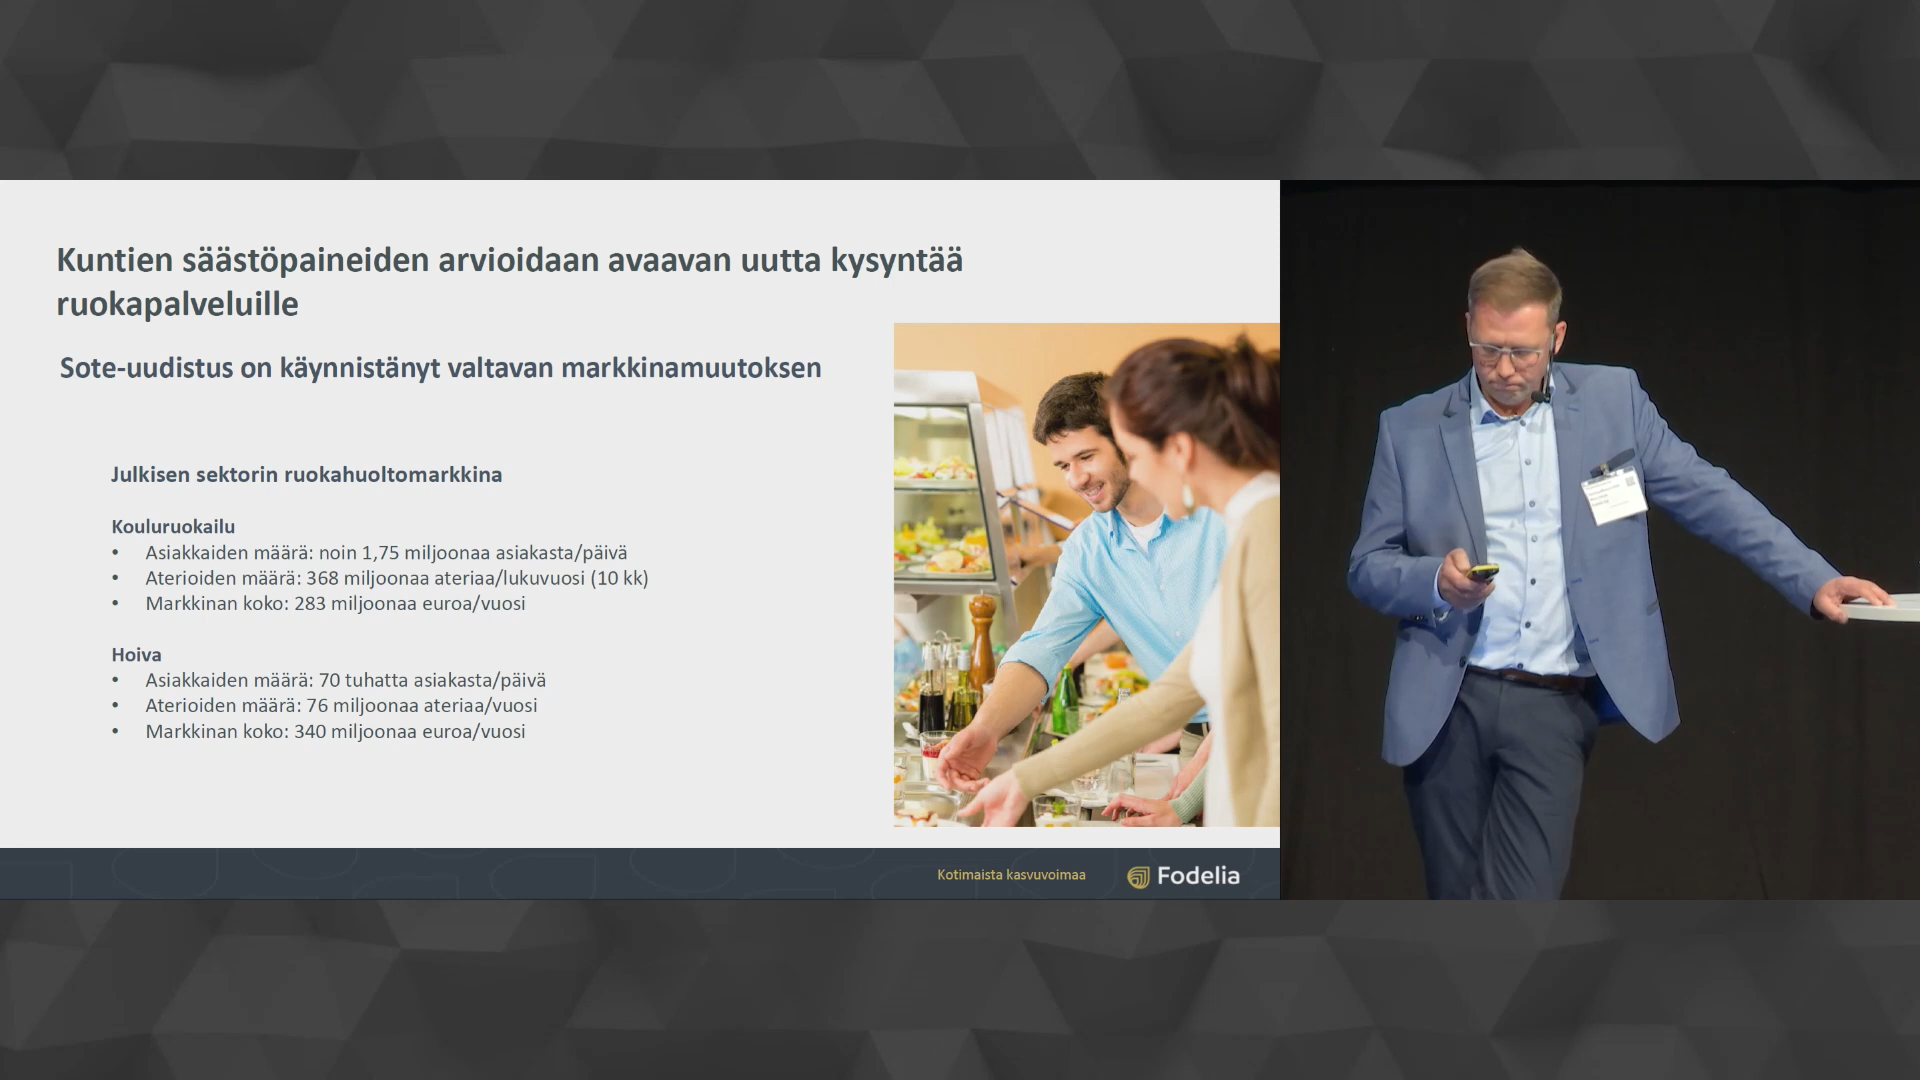 Kuntien säästöpaineiden arvioidaan avaavan uutta kysyntää
ruokapalveluille
Sote-uudistus on käynnistänyt valtavan markkinamuutoksen
Julkisen sektorin ruokahuoltomarkkina
Kouluruokailu
• Asiakkaiden määrä: noin 1,75 miljoonaa asiakasta/päivä
• Aterioiden määrä: 368 miljoonaa ateriaa/lukuvuosi (10 kk)
• Markkinan koko: 283 miljoonaa euroa/vuosi
Hoiva
• Asiakkaiden määrä: 70 tuhatta asiakasta/päivä
• Aterioiden määrä: 76 miljoonaa ateriaa/vuosi
• Markkinan koko: 340 miljoonaa euroa/vuosi
Kotimaista kasvuvoimaa
Fodelia